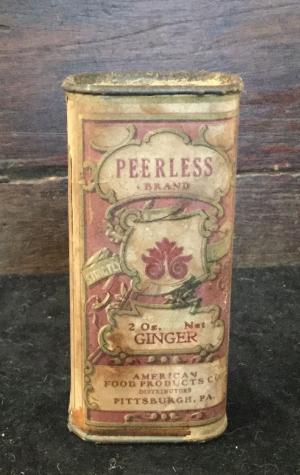 PEERLESS
BRAND
2 Oz. Net
GINGER
AMERICAN
FOOD PRODUCTS CO
DISTRIBUTORS
PITTSBURGH, PA.